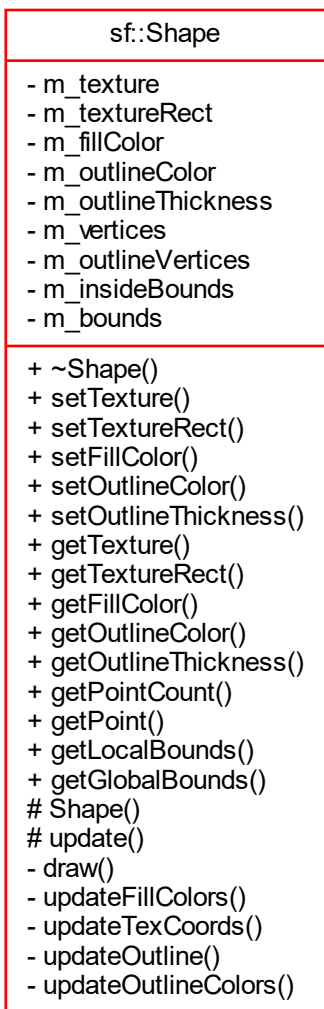 sf::Shape
- m_texture
- m_textureRect
- m_fillColor
- m_outlineColor
- m_outlineThickness
- m_vertices
- m_outlineVertices
- m_insideBounds
- m_bounds
+ ~Shape()
+ setTexture()
+ setTextureRect()
+ setFillColor()
+ setOutlineColor()
+ setOutlineThickness()
+ getTexture()
+ getTextureRect()
+ getFillColor()
+ getOutlineColor()
+ getOutlineThickness()
+ getPointCount()
+ getPoint()
+ getLocalBounds()
+ getGlobalBounds()
# Shape()
# update()
- draw()
- updateFillColors()
- updateTexCoords()
- updateOutline()
- updateOutlineColors()